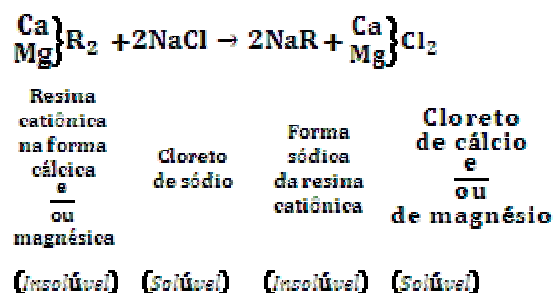 Ca
Mg}R₂ +2NaCl → 2NaR+ Ca
Mg}Cl₂
Resina
catiônica
na forma
cálcica
e
ou
magnésica
Cloreto
de sódio
Forma
sódica
da resina
catiônica
Cloreto
de cálcio
e
ou
de magnésio
(Insolúvel) (Solúvel) (Insolúvel) (Solúvel)